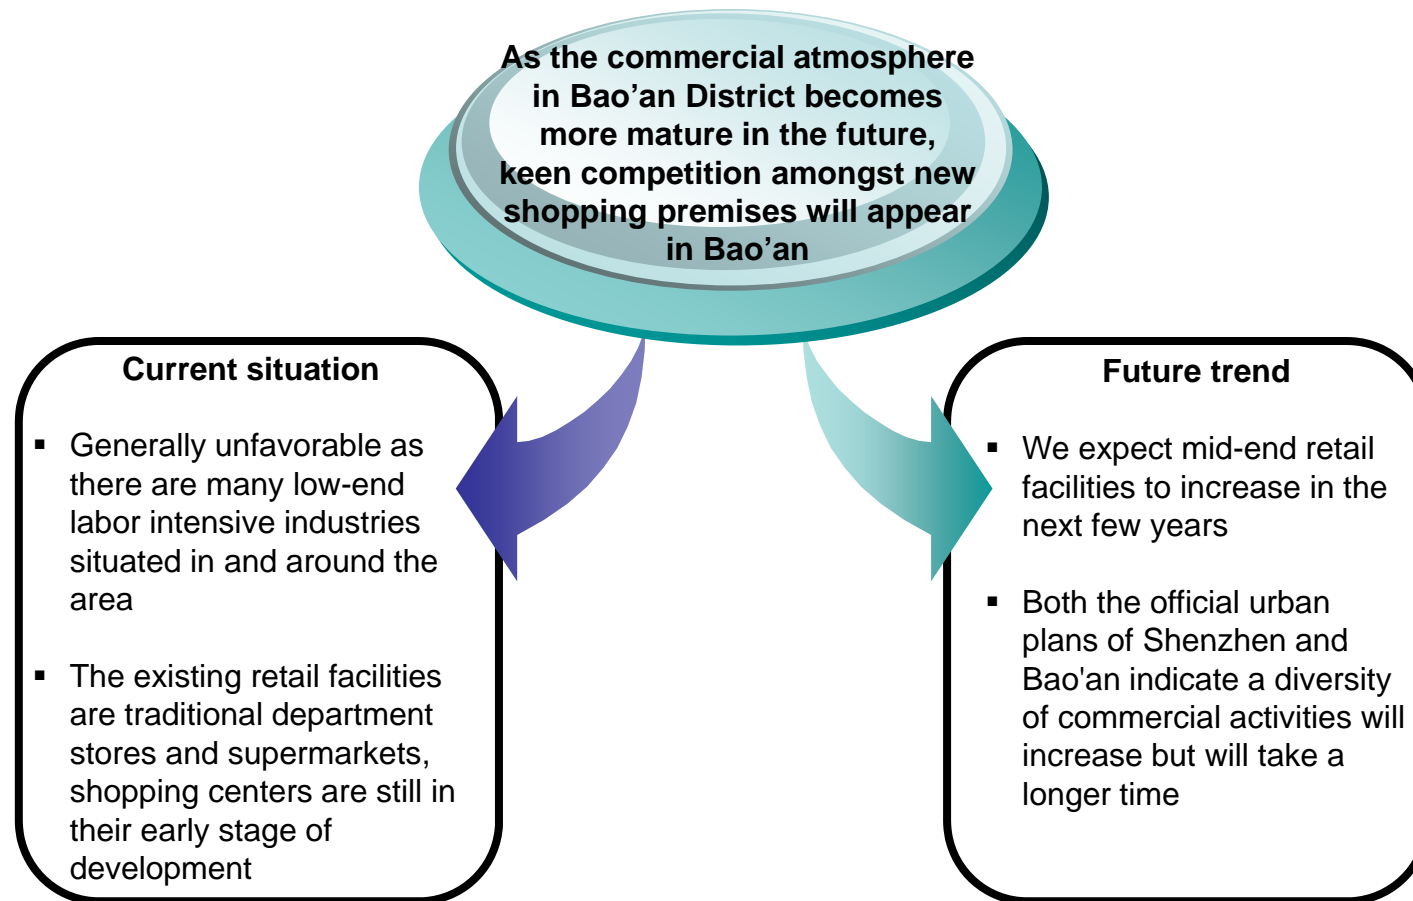 As the commercial atmosphere
in Bao’an District becomes
more mature in the future,
keen competition amongst new
shopping premises will appear
in Bao’an
Current situation
▪ Generally unfavorable as
there are many low-end
labor intensive industries
situated in and around the
area
▪ The existing retail facilities
are traditional department
stores and supermarkets,
shopping centers are still in
their early stage of
development
Future trend
▪ We expect mid-end retail
facilities to increase in the
next few years
▪ Both the official urban
plans of Shenzhen and
Bao'an indicate a diversity
of commercial activities will
increase but will take a
longer time